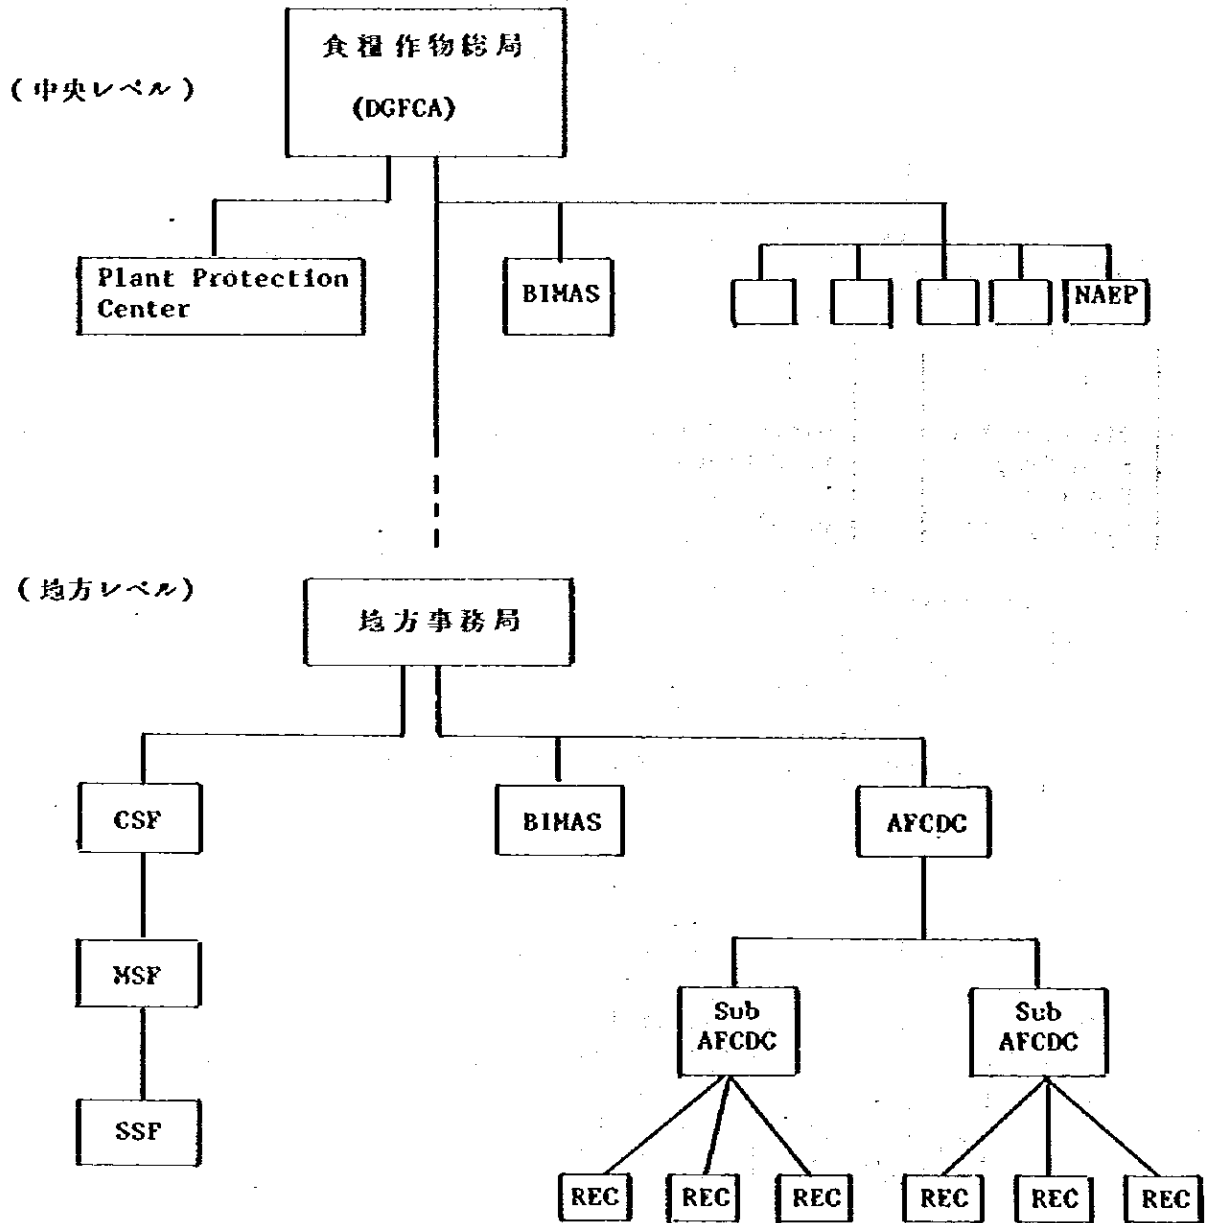 食糧作物総局
(中央レベル)
(DGFCA)
Plant Protection
Center
BIMAS
NAEP
(地方レベル)
地方事務局
CSF
BIMAS
AFCDC
MSF
Sub
AFCDC
Sub
AFCDC
SSF
REC
REC
REC
REC
REC
REC